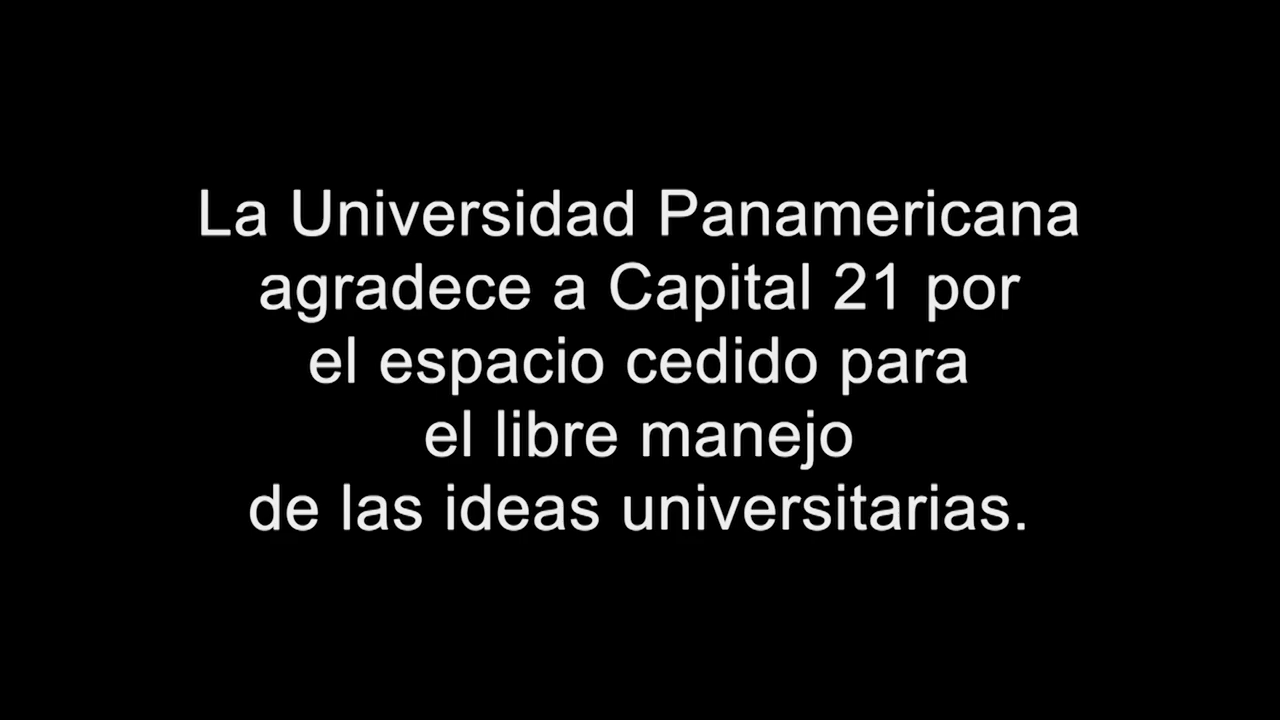 La Universidad Panamericana
agradece a Capital 21 por
el espacio cedido para
el libre manejo
de las ideas universitarias.